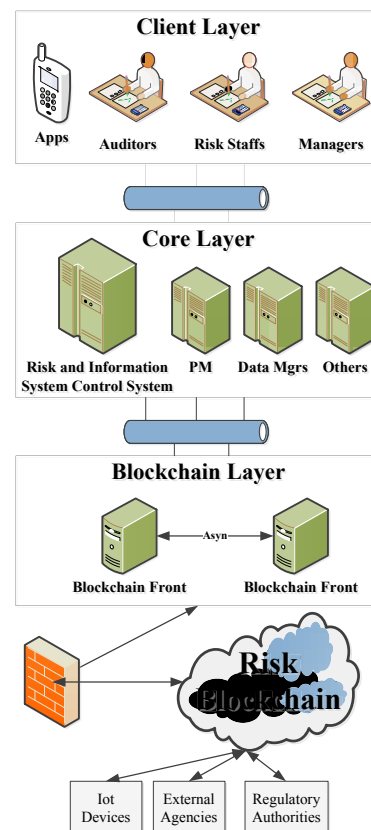 Client Layer
Apps
Auditors
Risk Staffs
Managers
Core Layer
Risk and Information
System Control System
PM
Data Mgrs
Others
Blockchain Layer
Asyn
Blockchain Front
Blockchain Front
Risk
Blockchain
Iot
Devices
External
Agencies
Regulatory
Authorities